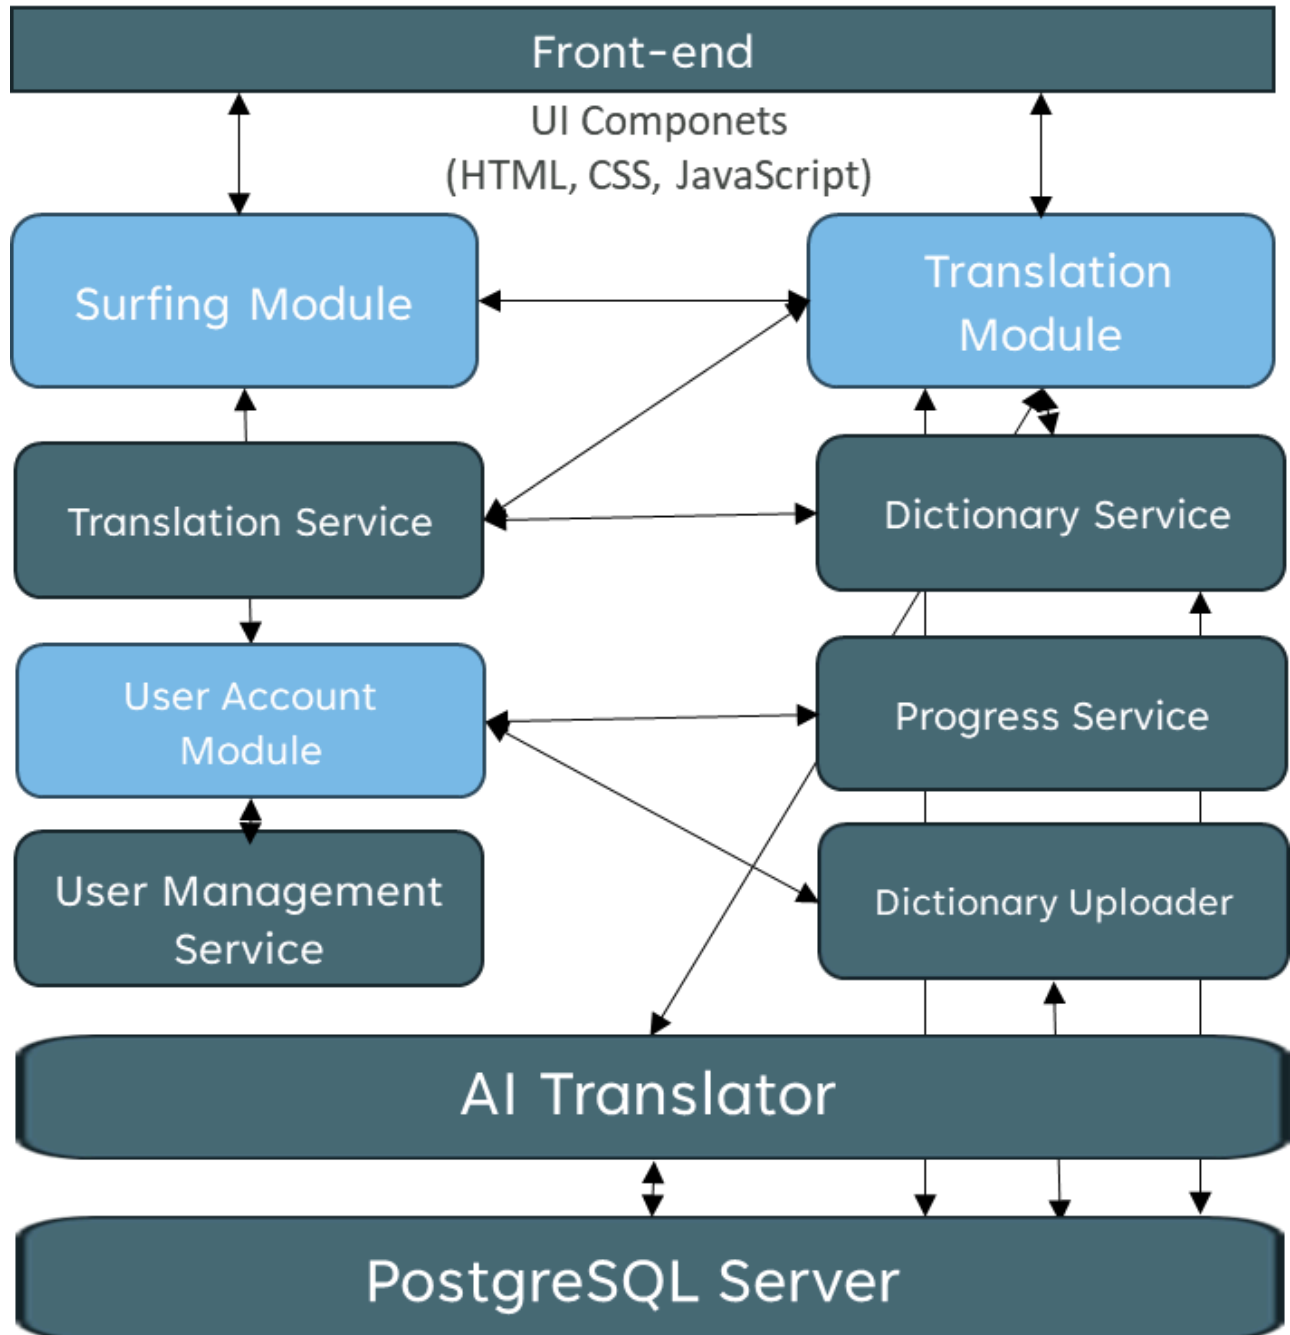 Front-end
UI Componets
(HTML, CSS, JavaScript)
Surfing Module
Translation
Module
Translation Service
Dictionary Service
User Account
Module
Progress Service
User Management
Service
Dictionary Uploader
AI Translator
PostgreSQL Server